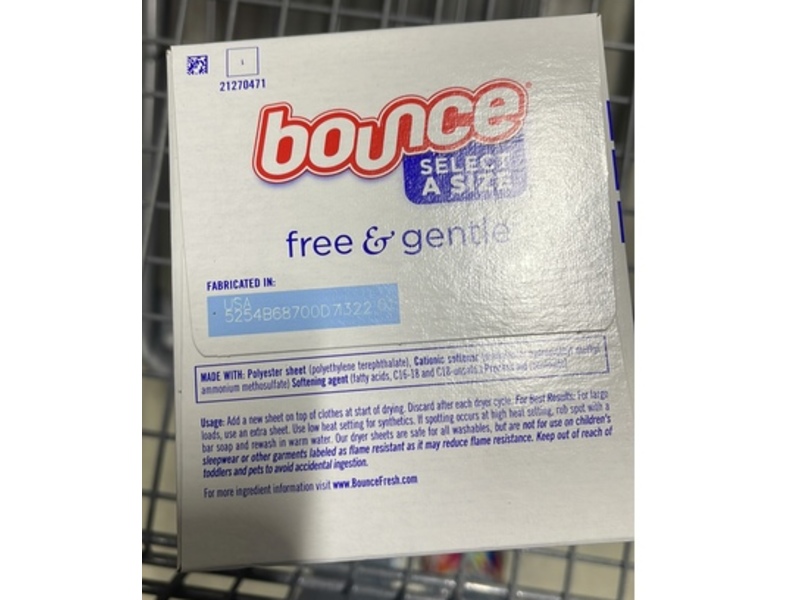 1
21270471
bounce®
SELECT
A SIZE
free & gentle
FABRICATED IN:
USA
5254B68700D71322
MADE WITH: Polyester sheet (polyethylene terephthalate), Cationic softener
ammonium methosulfate) Softening agent (fatty acids, C16-18 and C18-unsatd.) Process aid
Usage: Add a new sheet on top of clothes at start of drying. Discard after each dryer cycle. For Best Results: For large
loads, use an extra sheet. Use low heat setting for synthetics. If spotting occurs at high heat setting, rub spot with a
bar soap and rewash in warm water. Our dryer sheets are safe for all washables, but are not for use on children's
sleepwear or other garments labeled as flame resistant as it may reduce flame resistance. Keep out of reach of
toddlers and pets to avoid accidental ingestion.
For more ingredient information visit www.BounceFresh.com